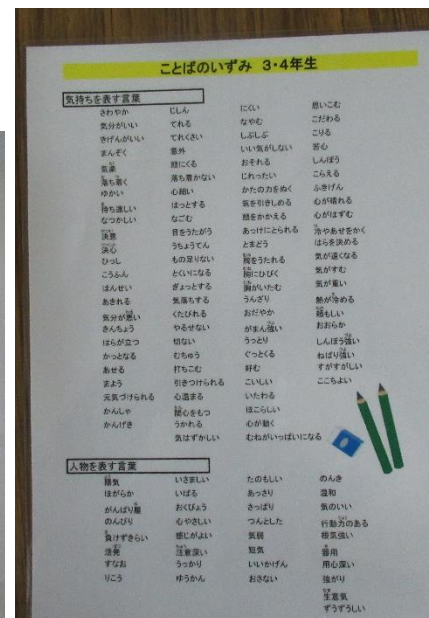 ことばのいずみ 3・4年生
気持ちを表す言葉
さわやか
気分がいい
きげんがいい
まんぞく
気楽
落ち着く
ゆかい
待ち遠しい
なつかしい
決意
決心
ひっし
こうふん
はんせい
あきれる
気分が悪い
きんちょう
はらが立つ
かっとなる
あせる
まよう
元気づけられる
かんしゃ
かんげき
じしん
てれる
てれくさい
意外
頭にくる
落ち着かない
心細い
はっとする
なごむ
目をうたがう
うちょうてん
もの足りない
とくいになる
ぎょっとする
気落ちする
くたびれる
やるせない
切ない
むちゅう
打ちこむ
引きつけられる
心温まる
関心をもつ
うかれる
気はずかしい
にくい
なやむ
しぶしぶ
いい気がしない
おそれる
じれったい
かたの力をぬく
気を引きしめる
頭をかかえる
あっけにとられる
とまどう
胸をうたれる
胸にひびく
胸がいたむ
うんざり
おだやか
がまん強い
うっとり
ぐっとくる
好む
こいしい
いたわる
ほこらしい
心が動く
むねがいっぱいになる
思いこむ
こだわる
こりる
苦心
しんぼう
こらえる
ふきげん
心が晴れる
心がはずむ
冷やあせをかく
はらを決める
気が遠くなる
気がすむ
気が重い
熱が冷める
頼もしい
おおらか
しんぼう強い
ねばり強い
すがすがしい
ここちよい
人物を表す言葉
陽気
ほがらか
がんばり屋
のんびり
負けずぎらい
活発
すなお
りこう
いさましい
いばる
おくびょう
心やさしい
感じがよい
注意深い
うっかり
ゆうかん
たのもしい
あっさり
さっぱり
つんとした
気弱
短気
いいかげん
おさない
のんき
温和
気のいい
行動力のある
根気強い
器用
用心深い
強がり
生意気
ずうずうしい